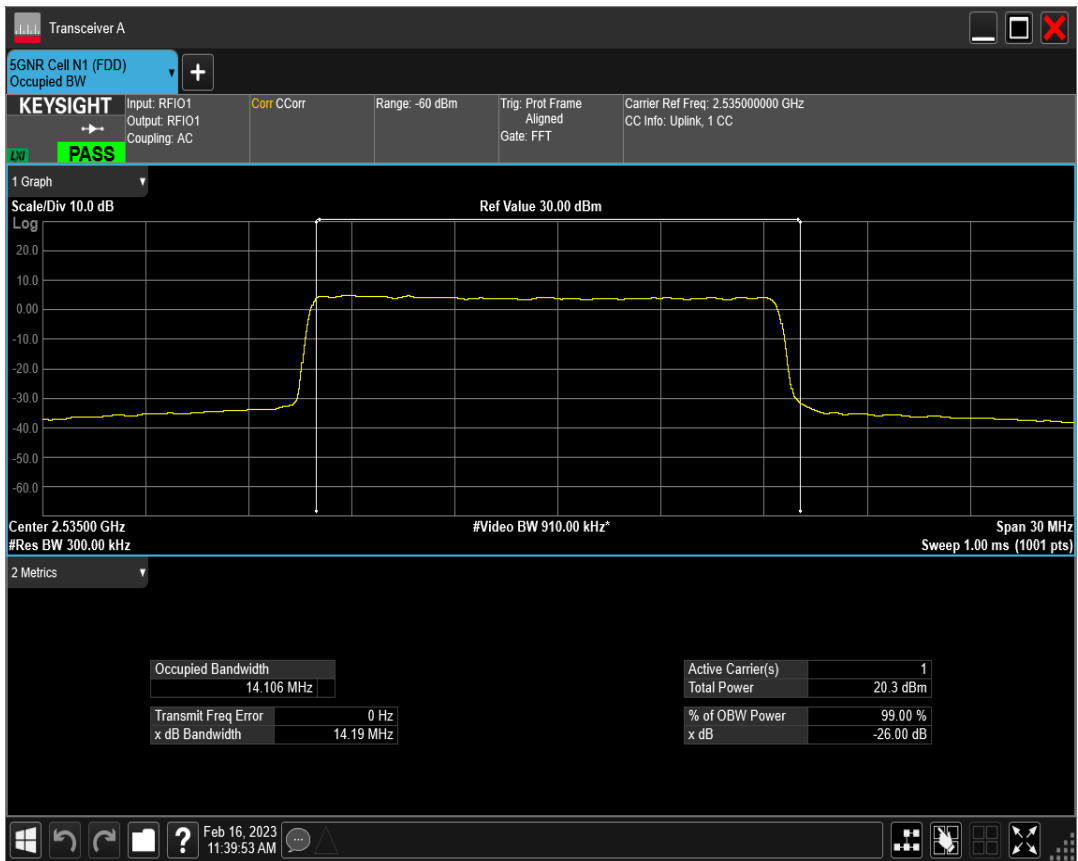 Transceiver A
5GNR Cell N1 (FDD)
Occupied BW
KEYSIGHT
LXI
PASS
Input: RFIO1
Output: RFIO1
Coupling: AC
Corr CCorr
Range: -60 dBm
Trig: Prot Frame
Aligned
Gate: FFT
Carrier Ref Freq: 2.535000000 GHz
CC Info: Uplink, 1 CC
1 Graph
Scale/Div 10.0 dB
Ref Value 30.00 dBm
Log
20.0
10.0
0.00
-10.0
-20.0
-30.0
-40.0
-50.0
-60.0
Center 2.53500 GHz
#Video BW 910.00 kHz*
Span 30 MHz
#Res BW 300.00 kHz
Sweep 1.00 ms (1001 pts)
2 Metrics
Occupied Bandwidth
14.106 MHz
Transmit Freq Error 0 Hz
x dB Bandwidth 14.19 MHz
Active Carrier(s) 1
Total Power 20.3 dBm
% of OBW Power 99.00 %
x dB -26.00 dB
?
Feb 16, 2023
11:39:53 AM